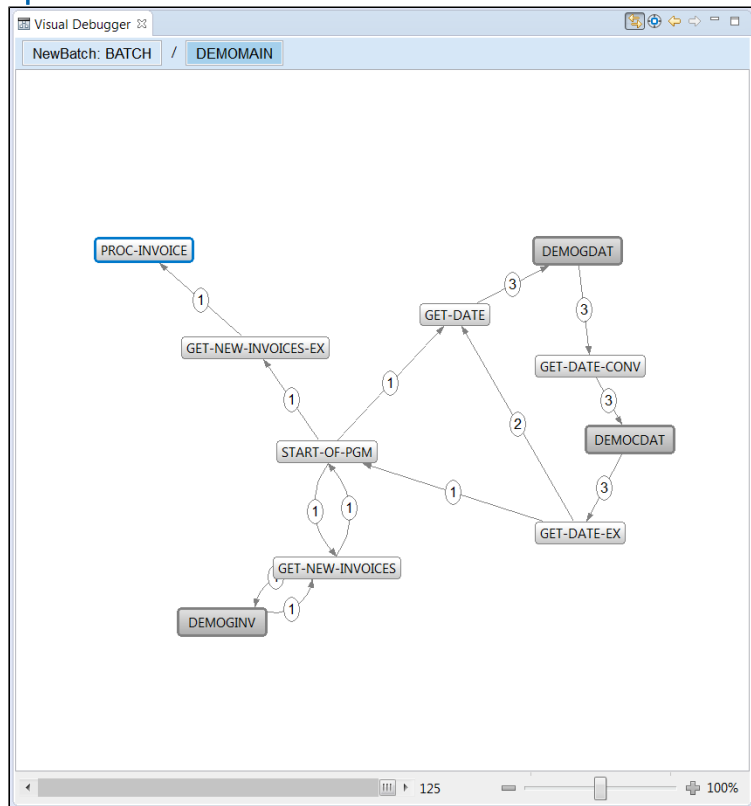 Visual Debugger
NewBatch: BATCH / DEMOMAIN
PROC-INVOICE
DEMOGDAT
3
1
3
GET-DATE
GET-NEW-INVOICES-EX
GET-DATE-CONV
1
1
3
2
DEMOCDAT
START-OF-PGM
1
3
1
1
GET-DATE-EX
GET-NEW-INVOICES
1
DEMOGINV
125
100%